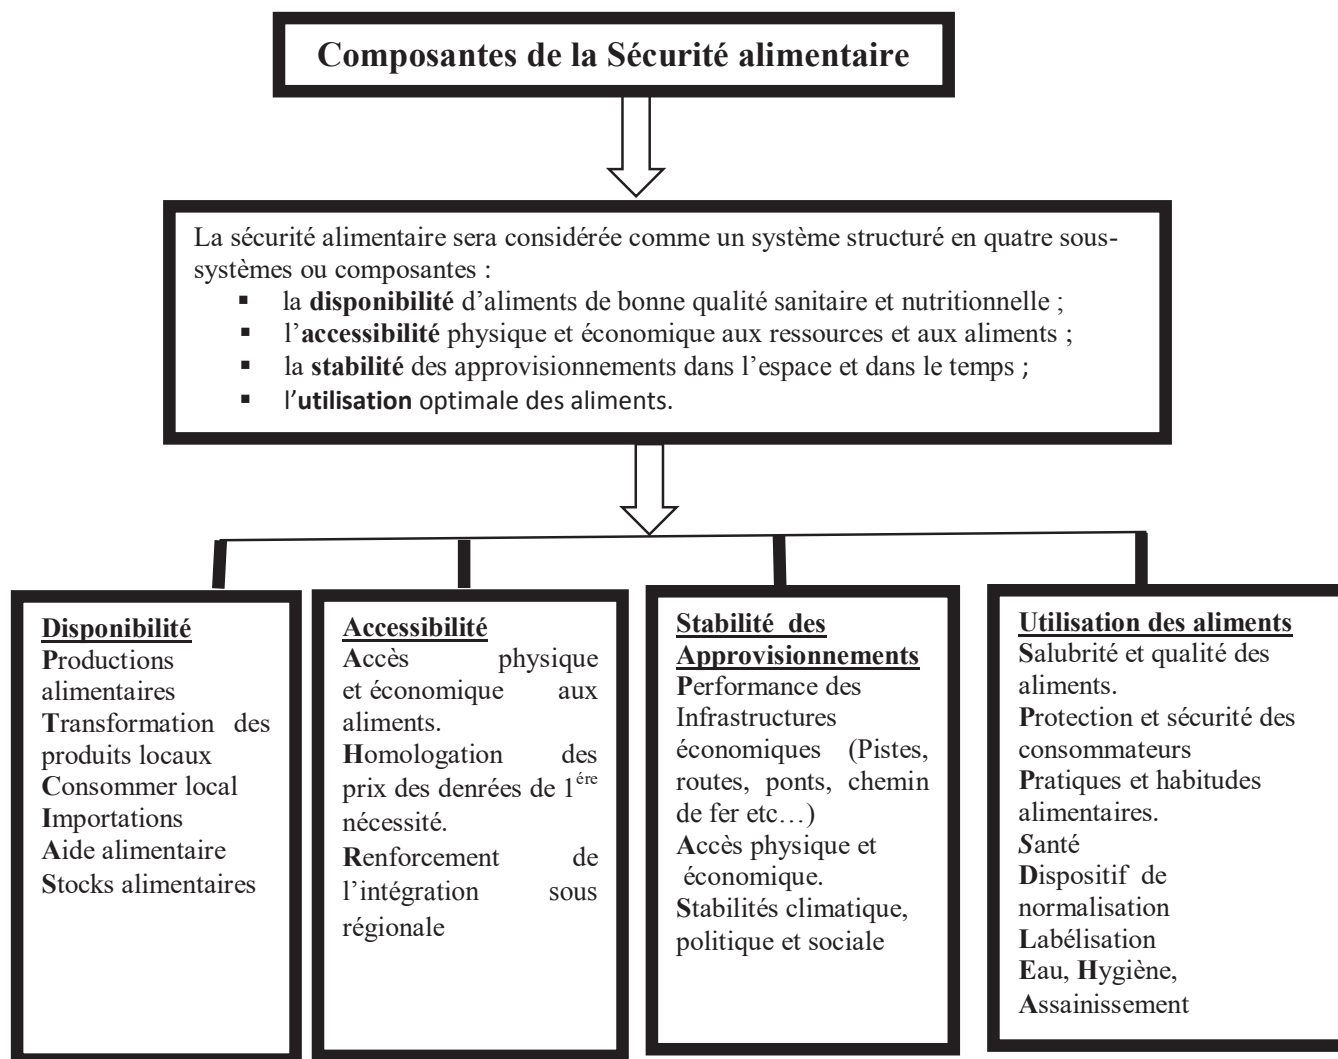 Composantes de la Sécurité alimentaire
La sécurité alimentaire sera considérée comme un système structuré en quatre sous-
systèmes ou composantes :
▪ la disponibilité d’aliments de bonne qualité sanitaire et nutritionnelle ;
▪ l’accessibilité physique et économique aux ressources et aux aliments ;
▪ la stabilité des approvisionnements dans l’espace et dans le temps ;
▪ l’utilisation optimale des aliments.
Disponibilité
Productions
alimentaires
Transformation des
produits locaux
Consommer local
Importations
Aide alimentaire
Stocks alimentaires
Accessibilité
Accès physique
et économique aux
aliments.
Homologation des
prix des denrées de 1ére
nécessité.
Renforcement de
l’intégration sous
régionale
Stabilité des
Approvisionnements
Performance des
Infrastructures
économiques (Pistes,
routes, ponts, chemin
de fer etc…)
Accès physique et
économique.
Stabilités climatique,
politique et sociale
Utilisation des aliments
Salubrité et qualité des
aliments.
Protection et sécurité des
consommateurs
Pratiques et habitudes
alimentaires.
Santé
Dispositif de
normalisation
Labélisation
Eau, Hygiène,
Assainissement